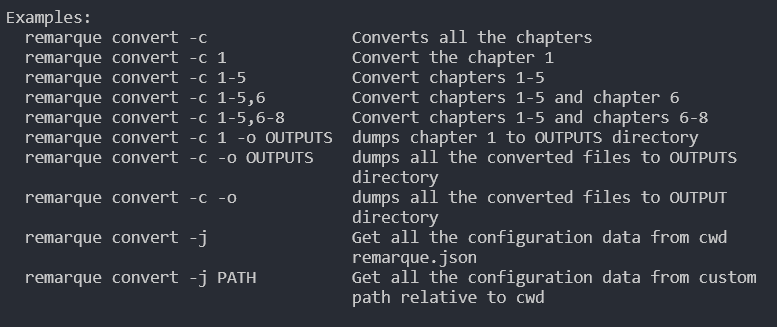 Examples:
  remarque convert -c               Converts all the chapters
  remarque convert -c 1             Convert the chapter 1
  remarque convert -c 1-5           Convert chapters 1-5
  remarque convert -c 1-5,6         Convert chapters 1-5 and chapter 6
  remarque convert -c 1-5,6-8       Convert chapters 1-5 and chapters 6-8
  remarque convert -c 1 -o OUTPUTS  dumps chapter 1 to OUTPUTS directory
  remarque convert -c -o OUTPUTS    dumps all the converted files to OUTPUTS
                                    directory
  remarque convert -c -o            dumps all the converted files to OUTPUT
                                    directory
  remarque convert -j               Get all the configuration data from cwd
                                    remarque.json
  remarque convert -j PATH          Get all the configuration data from custom
                                    path relative to cwd